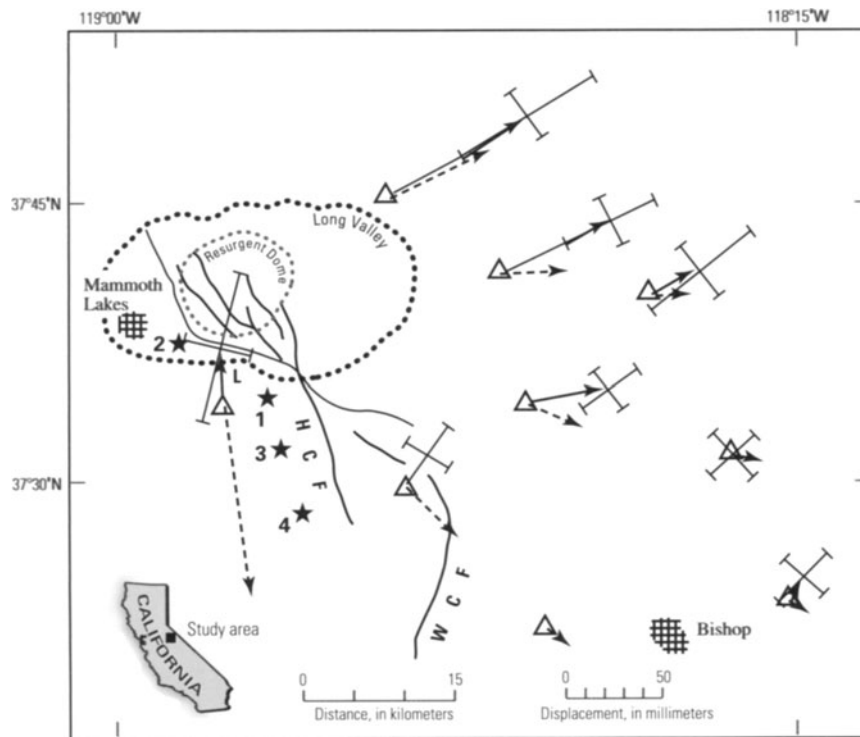 119°00'W
118°15'W
37°45'
Long Valley
Resurgent Dome
Mammoth
Lakes
2
L
1
H C F
3
37°30'
4
W C F
CALIFORNIA
Study area
Bishop
0 15
Distance, in kilometers
0 50
Displacement, in millimeters